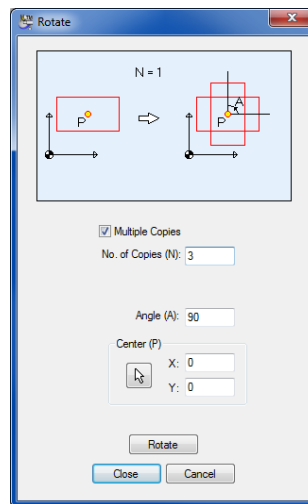 Rotate
N = 1
P
P
A
Multiple Copies
No. of Copies (N): 3
Angle (A): 90
Center (P)
X: 0
Y: 0
Rotate
Close Cancel